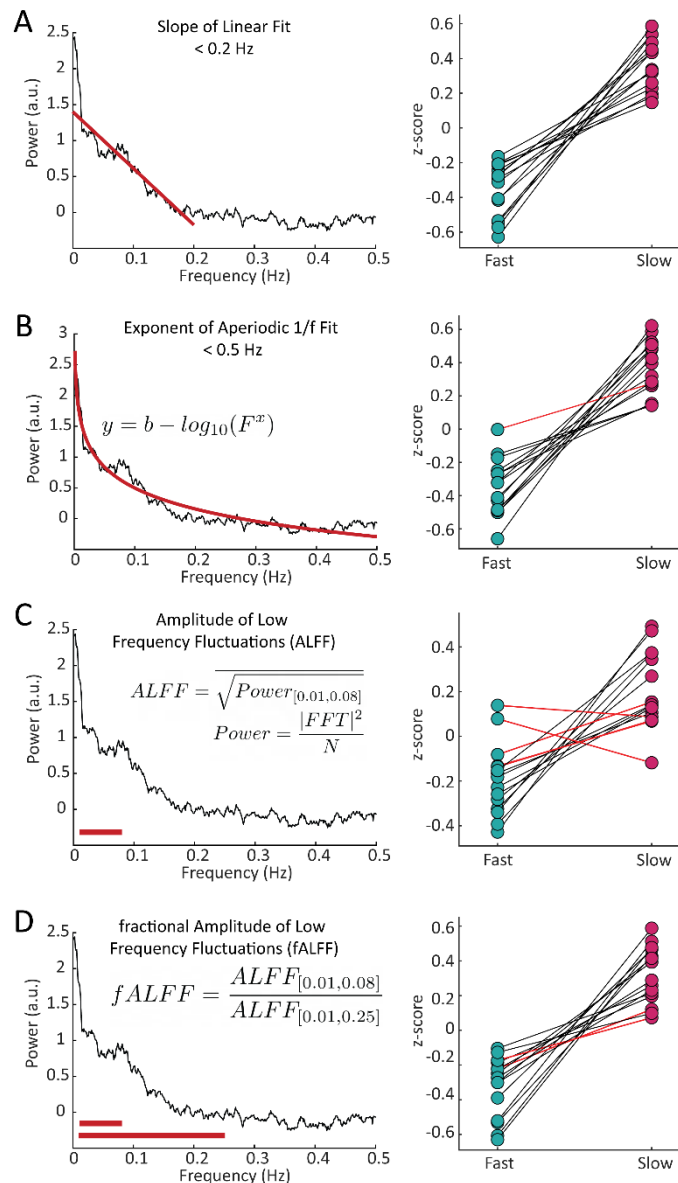 A
Slope of Linear Fit
< 0.2 Hz
Power (a.u.)
2.5
2
1.5
1
0.5
0
0 0.1 0.2 0.3 0.4 0.5
Frequency (Hz)
z-score
0.6
0.4
0.2
0
-0.2
-0.4
-0.6
Fast Slow
B
Exponent of Aperiodic 1/f Fit
< 0.5 Hz
y = b - log10(F^x)
Power (a.u.)
3
2.5
2
1.5
1
0.5
0
0 0.1 0.2 0.3 0.4 0.5
Frequency (Hz)
z-score
0.6
0.4
0.2
0
-0.2
-0.4
-0.6
Fast Slow
C
Amplitude of Low
Frequency Fluctuations (ALFF)
ALFF = √Power[0.01,0.08]
Power = |FFT|²/N
Power (a.u.)
2.5
2
1.5
1
0.5
0
0 0.1 0.2 0.3 0.4 0.5
Frequency (Hz)
z-score
0.4
0.2
0
-0.2
-0.4
Fast Slow
D
fractional Amplitude of Low
Frequency Fluctuations (fALFF)
fALFF = ALFF[0.01,0.08]/ALFF[0.01,0.25]
Power (a.u.)
2.5
2
1.5
1
0.5
0
0 0.1 0.2 0.3 0.4 0.5
Frequency (Hz)
z-score
0.6
0.4
0.2
0
-0.2
-0.4
-0.6
Fast Slow